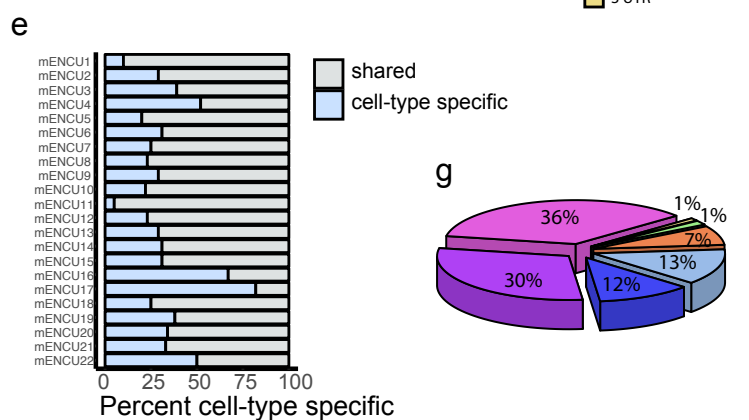 e
mENCU1
mENCU2
mENCU3
mENCU4
mENCU5
mENCU6
mENCU7
mENCU8
mENCU9
mENCU10
mENCU11
mENCU12
mENCU13
mENCU14
mENCU15
mENCU16
mENCU17
mENCU18
mENCU19
mENCU20
mENCU21
mENCU22
0 25 50 75 100
Percent cell-type specific
shared
cell-type specific
g
36%
1%
1%
7%
13%
12%
30%